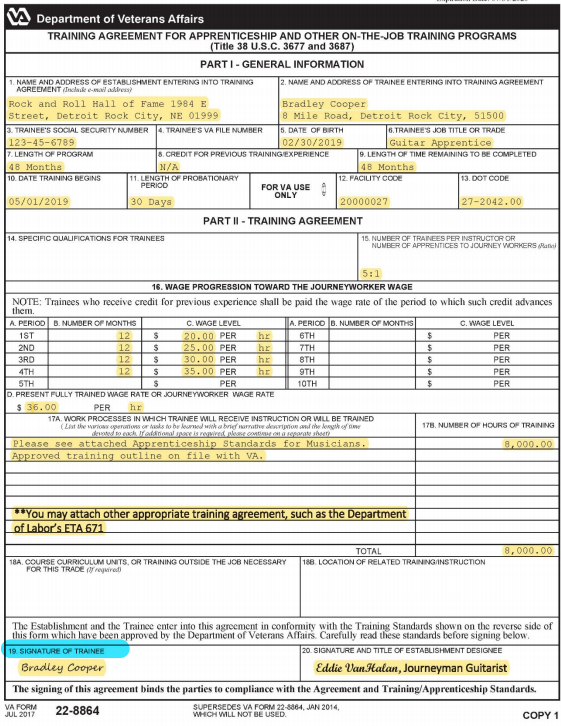 VA Department of Veterans Affairs
TRAINING AGREEMENT FOR APPRENTICESHIP AND OTHER ON-THE-JOB TRAINING PROGRAMS
(Title 38 U.S.C. 3677 and 3687)
PART I - GENERAL INFORMATION
1. NAME AND ADDRESS OF ESTABLISHMENT ENTERING INTO TRAINING
AGREEMENT (Include e-mail address)
2. NAME AND ADDRESS OF TRAINEE ENTERING INTO TRAINING AGREEMENT
Rock and Roll Hall of Fame 1984 E
Street, Detroit Rock City, NE 01999
Bradley Cooper
8 Mile Road, Detroit Rock City, 51500
3. TRAINEE'S SOCIAL SECURITY NUMBER
4. TRAINEE'S VA FILE NUMBER
5. DATE OF BIRTH
6.TRAINEE'S JOB TITLE OR TRADE
123-45-6789
02/30/2019
Guitar Apprentice
7. LENGTH OF PROGRAM
8. CREDIT FOR PREVIOUS TRAINING/EXPERIENCE
9. LENGTH OF TIME REMAINING TO BE COMPLETED
48 Months
N/A
48 Months
10. DATE TRAINING BEGINS
11. LENGTH OF PROBATIONARY
PERIOD
FOR VA USE
ONLY
12. FACILITY CODE
13. DOT CODE
05/01/2019
30 Days
20000027
27-2042.00
PART II - TRAINING AGREEMENT
14. SPECIFIC QUALIFICATIONS FOR TRAINEES
15. NUMBER OF TRAINEES PER INSTRUCTOR OR
NUMBER OF APPRENTICES TO JOURNEY WORKERS (Ratio)
5:1
16. WAGE PROGRESSION TOWARD THE JOURNEYWORKER WAGE
NOTE: Trainees who receive credit for previous experience shall be paid the wage rate of the period to which such credit advances
them.
A. PERIOD B. NUMBER OF MONTHS C. WAGE LEVEL A. PERIOD B. NUMBER OF MONTHS C. WAGE LEVEL
1ST 12 $ 20.00 PER hr 6TH $ PER
2ND 12 $ 25.00 PER hr 7TH $ PER
3RD 12 $ 30.00 PER hr 8TH $ PER
4TH 12 $ 35.00 PER hr 9TH $ PER
5TH $ PER 10TH $ PER
D. PRESENT FULLY TRAINED WAGE RATE OR JOURNEYWORKER WAGE RATE
$ 36.00 PER hr
17A. WORK PROCESSES IN WHICH TRAINEE WILL RECEIVE INSTRUCTION OR WILL BE TRAINED
(List the various operations or tasks to be learned with a brief narrative description and the length of time
devoted to each. If additional space is required, please continue on a separate sheet)
17B. NUMBER OF HOURS OF TRAINING
Please see attached Apprenticeship Standards for Musicians. 8,000.00
Approved training outline on file with VA.
**You may attach other appropriate training agreement, such as the Department
of Labor's ETA 671
TOTAL 8,000.00
18A. COURSE CURRICULUM UNITS, OR TRAINING OUTSIDE THE JOB NECESSARY
FOR THIS TRADE (If required)
18B. LOCATION OF RELATED TRAINING/INSTRUCTION
The Establishment and the Trainee enter into this agreement in conformity with the Training Standards shown on the reverse side of
this form which have been approved by the Department of Veterans Affairs. Carefully read these standards before signing below.
19. SIGNATURE OF TRAINEE
20. SIGNATURE AND TITLE OF ESTABLISHMENT DESIGNEE
Bradley Cooper
Eddie VanHalan, Journeyman Guitarist
The signing of this agreement binds the parties to compliance with the Agreement and Training/Apprenticeship Standards.
VA FORM
JUL 2017
22-8864
SUPERSEDES VA FORM 22-8864, JAN 2014,
WHICH WILL NOT BE USED.
COPY 1